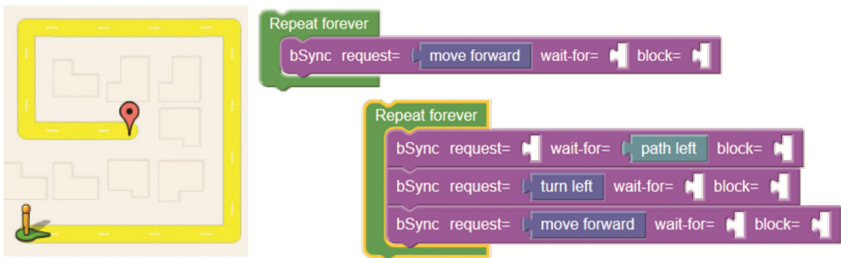 Repeat forever
bSync request= move forward wait-for= block=
Repeat forever
bSync request= wait-for= path left block=
bSync request= turn left wait-for= block=
bSync request= move forward wait-for= block=